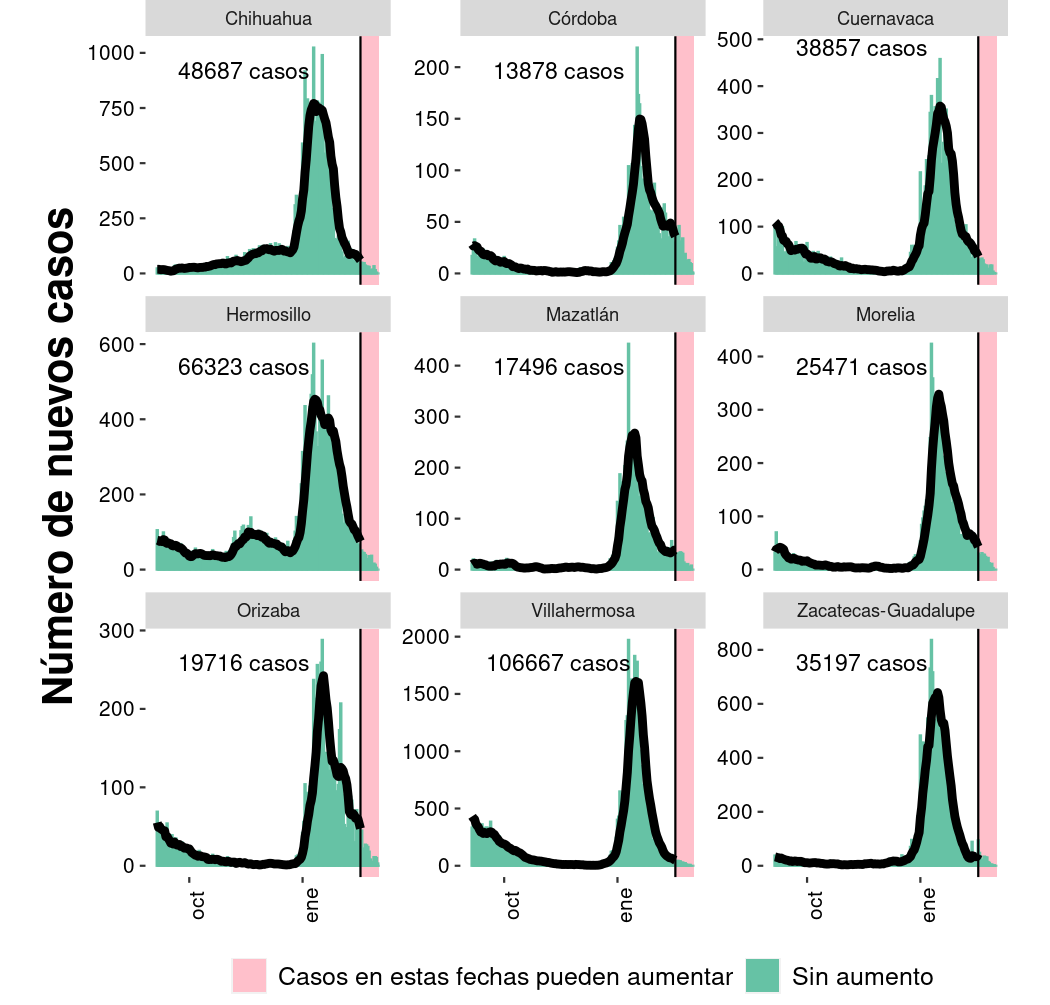 Número de nuevos casos
Chihuahua
48687 casos
1000
750
500
250
0
Córdoba
13878 casos
200
150
100
50
0
Cuernavaca
38857 casos
500
400
300
200
100
0
Hermosillo
66323 casos
600
400
200
0
Mazatlán
17496 casos
400
300
200
100
0
Morelia
25471 casos
400
300
200
100
0
Orizaba
19716 casos
300
200
100
0
oct
ene
Villahermosa
106667 casos
2000
1500
1000
500
0
oct
ene
Zacatecas-Guadalupe
35197 casos
800
600
400
200
0
oct
ene
Casos en estas fechas pueden aumentar
Sin aumento